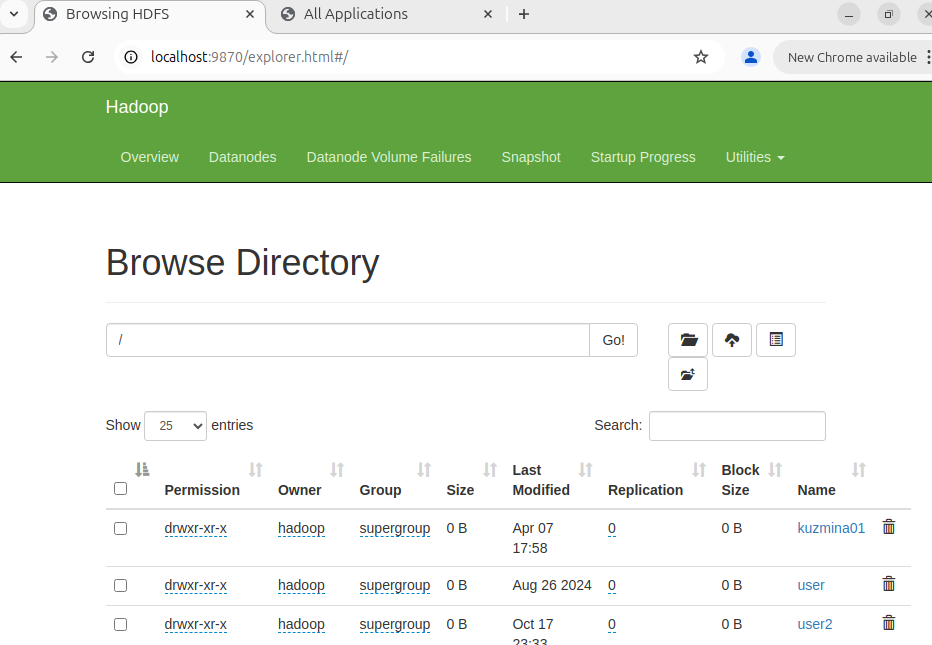 Browsing HDFS
All Applications
localhost:9870/explorer.html#/
New Chrome available
Hadoop
Overview Datanodes Datanode Volume Failures Snapshot Startup Progress Utilities
Browse Directory
/ Go!
Show 25 entries Search:
Permission Owner Group Size Last Modified Replication Block Size Name
drwxr-xr-x hadoop supergroup 0 B Apr 07 17:58 0 0 B kuzmina01
drwxr-xr-x hadoop supergroup 0 B Aug 26 2024 0 0 B user
drwxr-xr-x hadoop supergroup 0 B Oct 17 23:33 0 0 B user2